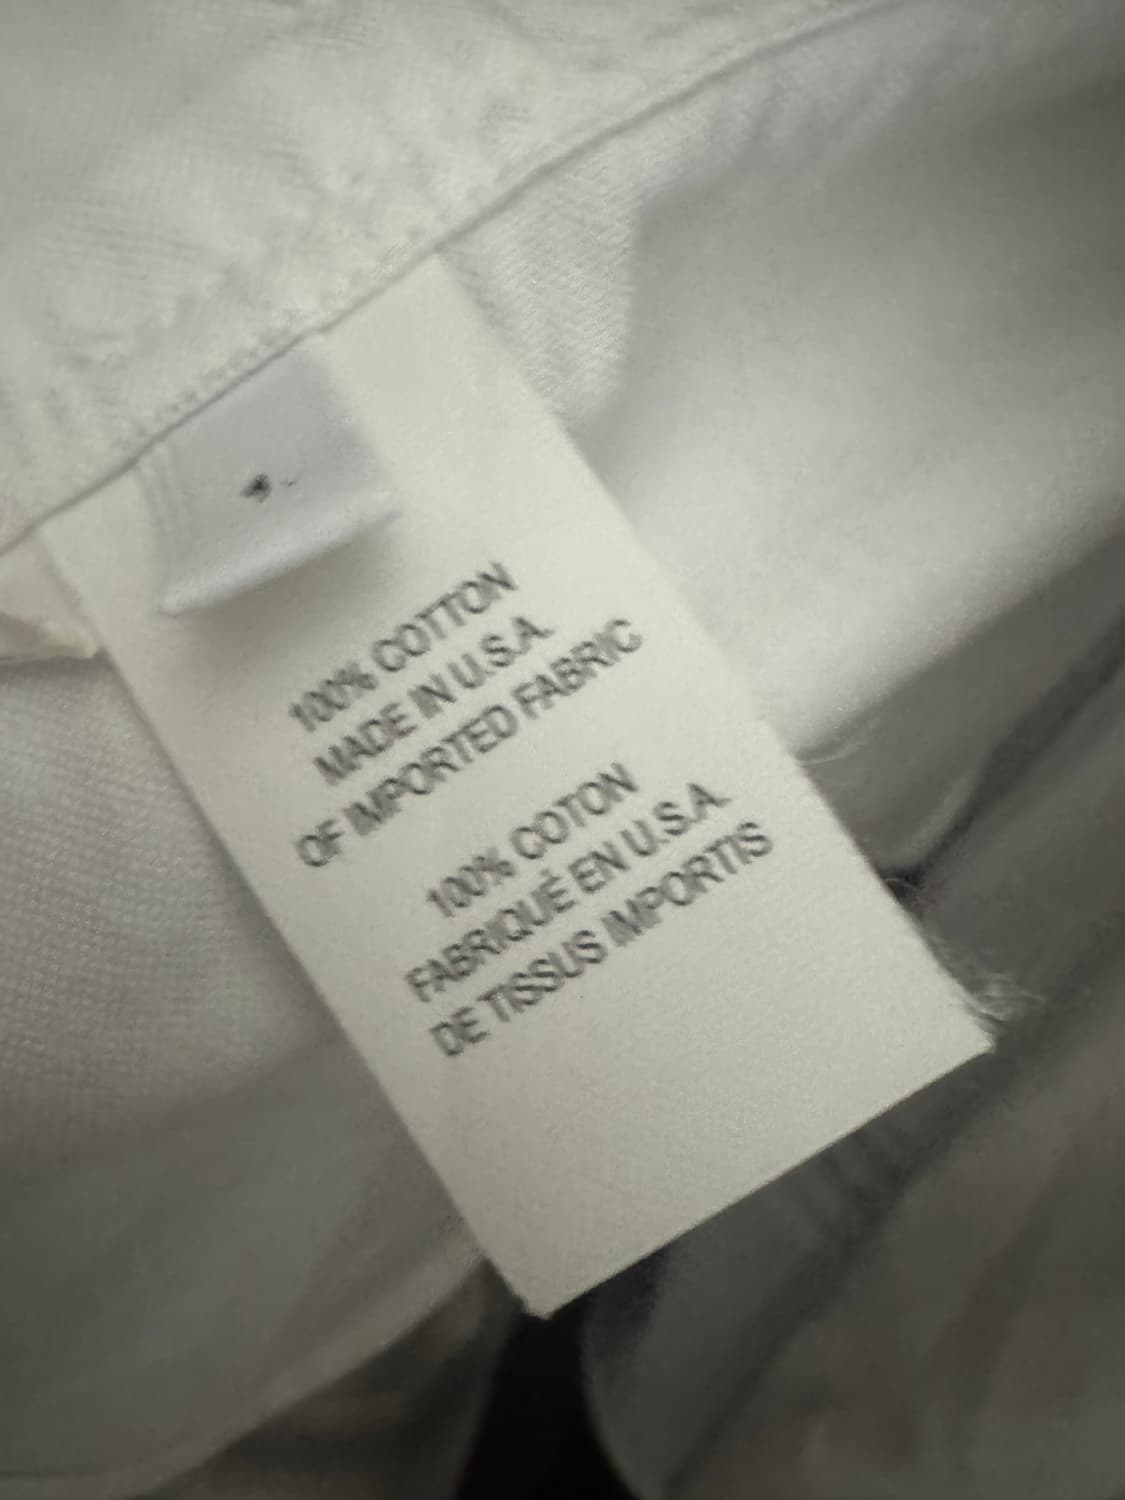 100% COTTON
MADE IN U.S.A.
OF IMPORTED FABRIC
100% COTON
FABRIQUÉ EN U.S.A.
DE TISSUS IMPORTIS